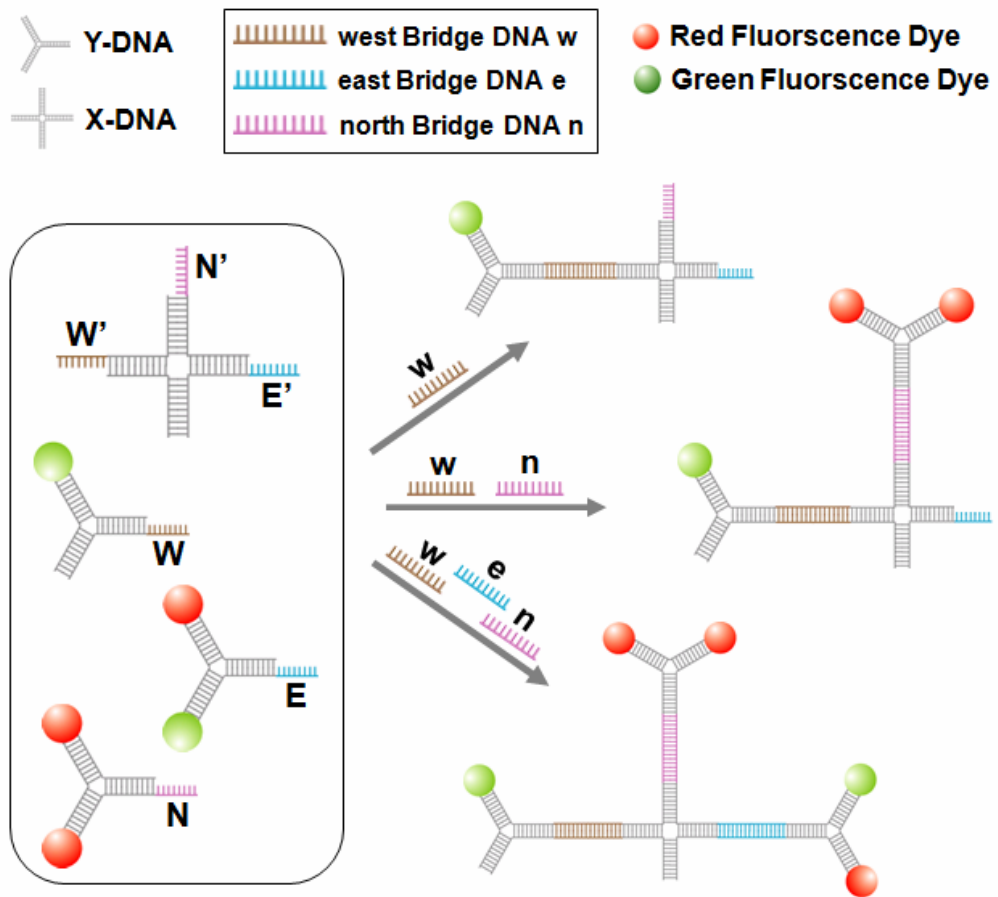 Y-DNA
X-DNA
west Bridge DNA w
east Bridge DNA e
north Bridge DNA n
Red Fluorscence Dye
Green Fluorscence Dye
N’
W’
E’
W
E
N
w
w n
w e n